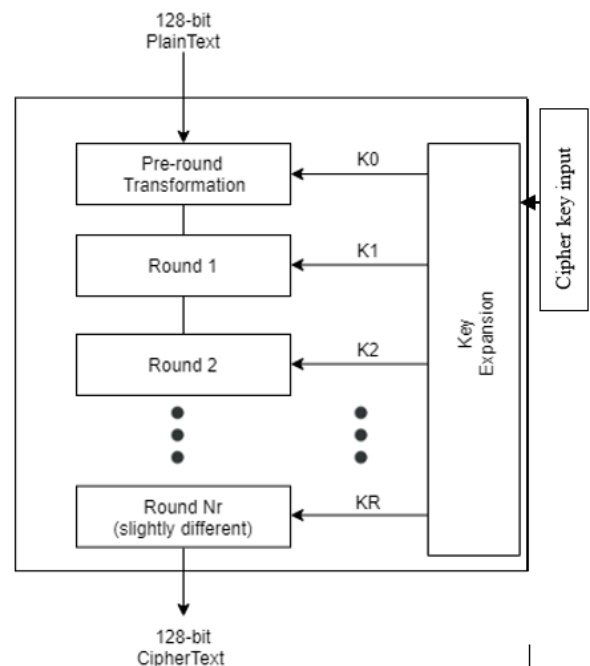 128-bit
PlainText
Pre-round
Transformation
K0
Cipher key input
Round 1
K1
Key
Expansion
Round 2
K2
Round Nr
(slightly different)
KR
128-bit
CipherText